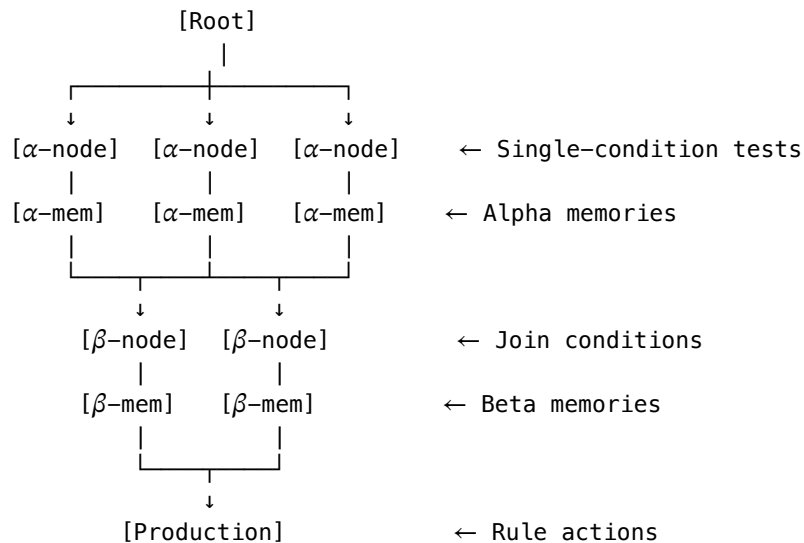 [Root]
[α-node] [α-node] [α-node] ← Single-condition tests
[α-mem] [α-mem] [α-mem] ← Alpha memories
[β-node] [β-node] ← Join conditions
[β-mem] [β-mem] ← Beta memories
[Production] ← Rule actions